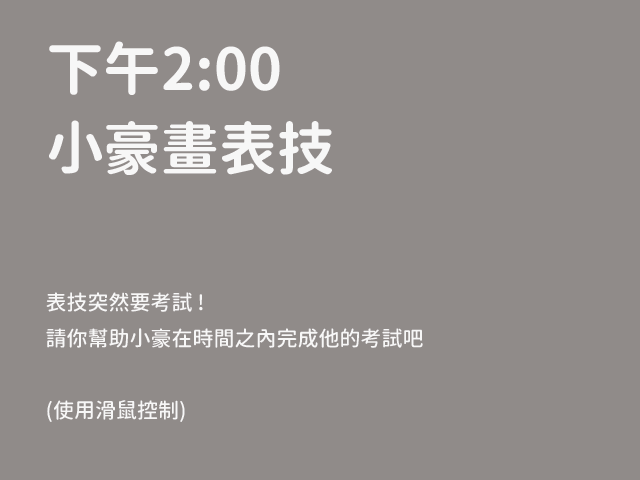 下午2:00
小豪畫表技
表技突然要考試！
請你幫助小豪在時間之內完成他的考試吧
(使用滑鼠控制)